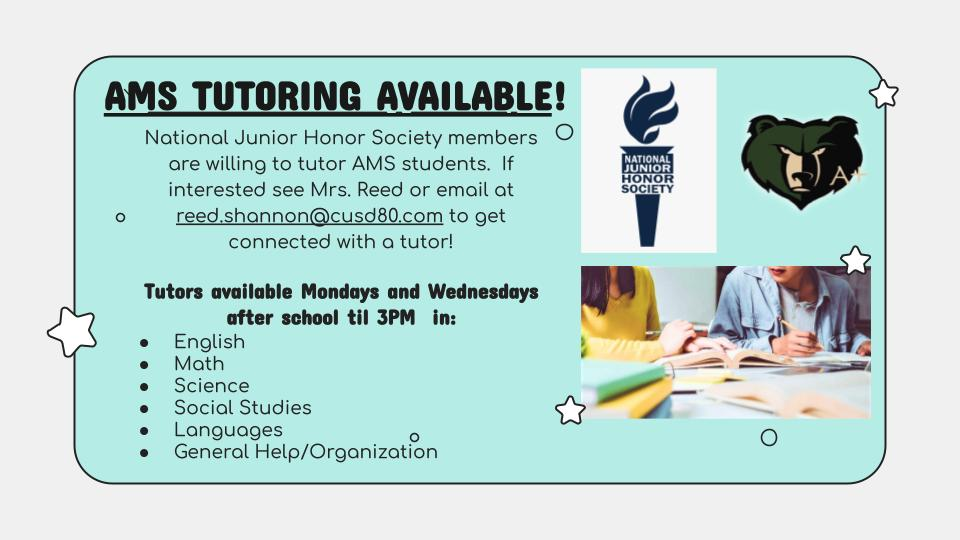 AMS TUTORING AVAILABLE!
National Junior Honor Society members
are willing to tutor AMS students.  If
interested see Mrs. Reed or email at
reed.shannon@cusd80.com to get
connected with a tutor!
Tutors available Mondays and Wednesdays
after school til 3PM  in:
● English
● Math
● Science
● Social Studies
● Languages
● General Help/Organization
NATIONAL
JUNIOR
HONOR
SOCIETY
A+